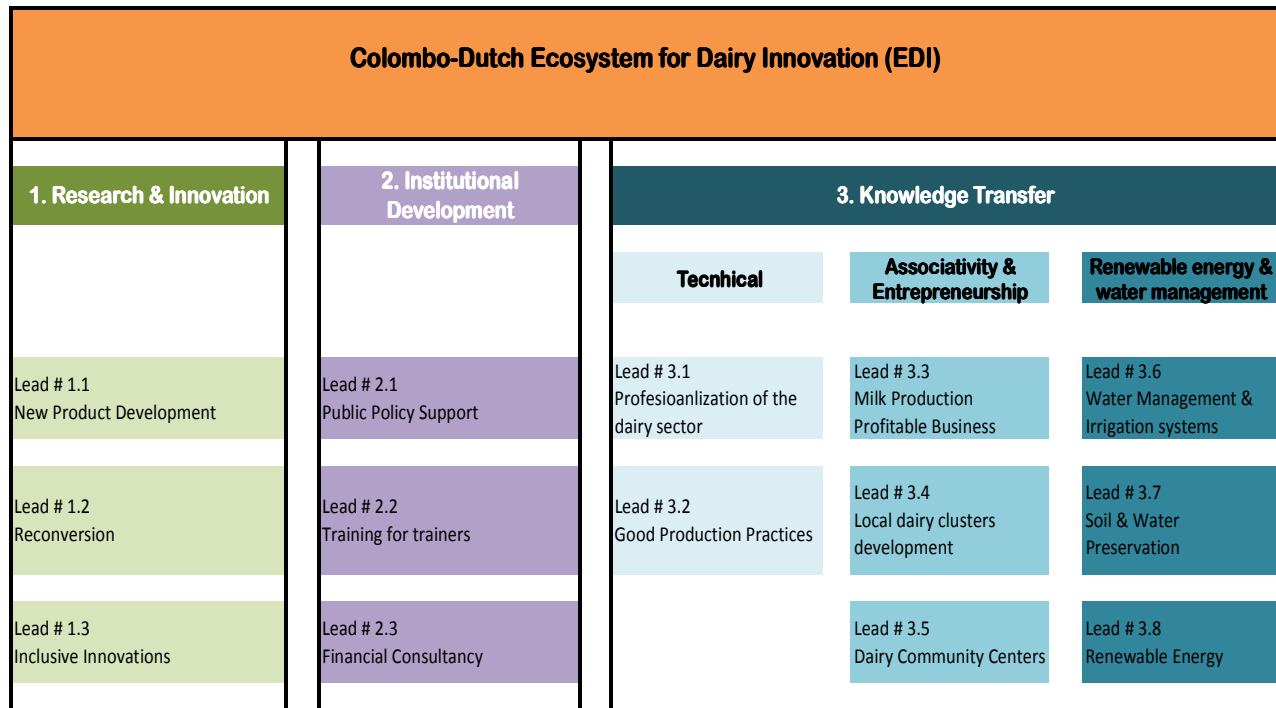 Colombo-Dutch Ecosystem for Dairy Innovation (EDI)
1. Research & Innovation
Lead # 1.1
New Product Development
Lead # 1.2
Reconversion
Lead # 1.3
Inclusive Innovations
2. Institutional
Development
Lead # 2.1
Public Policy Support
Lead # 2.2
Training for trainers
Lead # 2.3
Financial Consultancy
3. Knowledge Transfer
Tecnhical
Lead # 3.1
Profesioanlization of the
dairy sector
Lead # 3.2
Good Production Practices
Associativity &
Entrepreneurship
Lead # 3.3
Milk Production
Profitable Business
Lead # 3.4
Local dairy clusters
development
Lead # 3.5
Dairy Community Centers
Renewable energy &
water management
Lead # 3.6
Water Management &
Irrigation systems
Lead # 3.7
Soil & Water
Preservation
Lead # 3.8
Renewable Energy